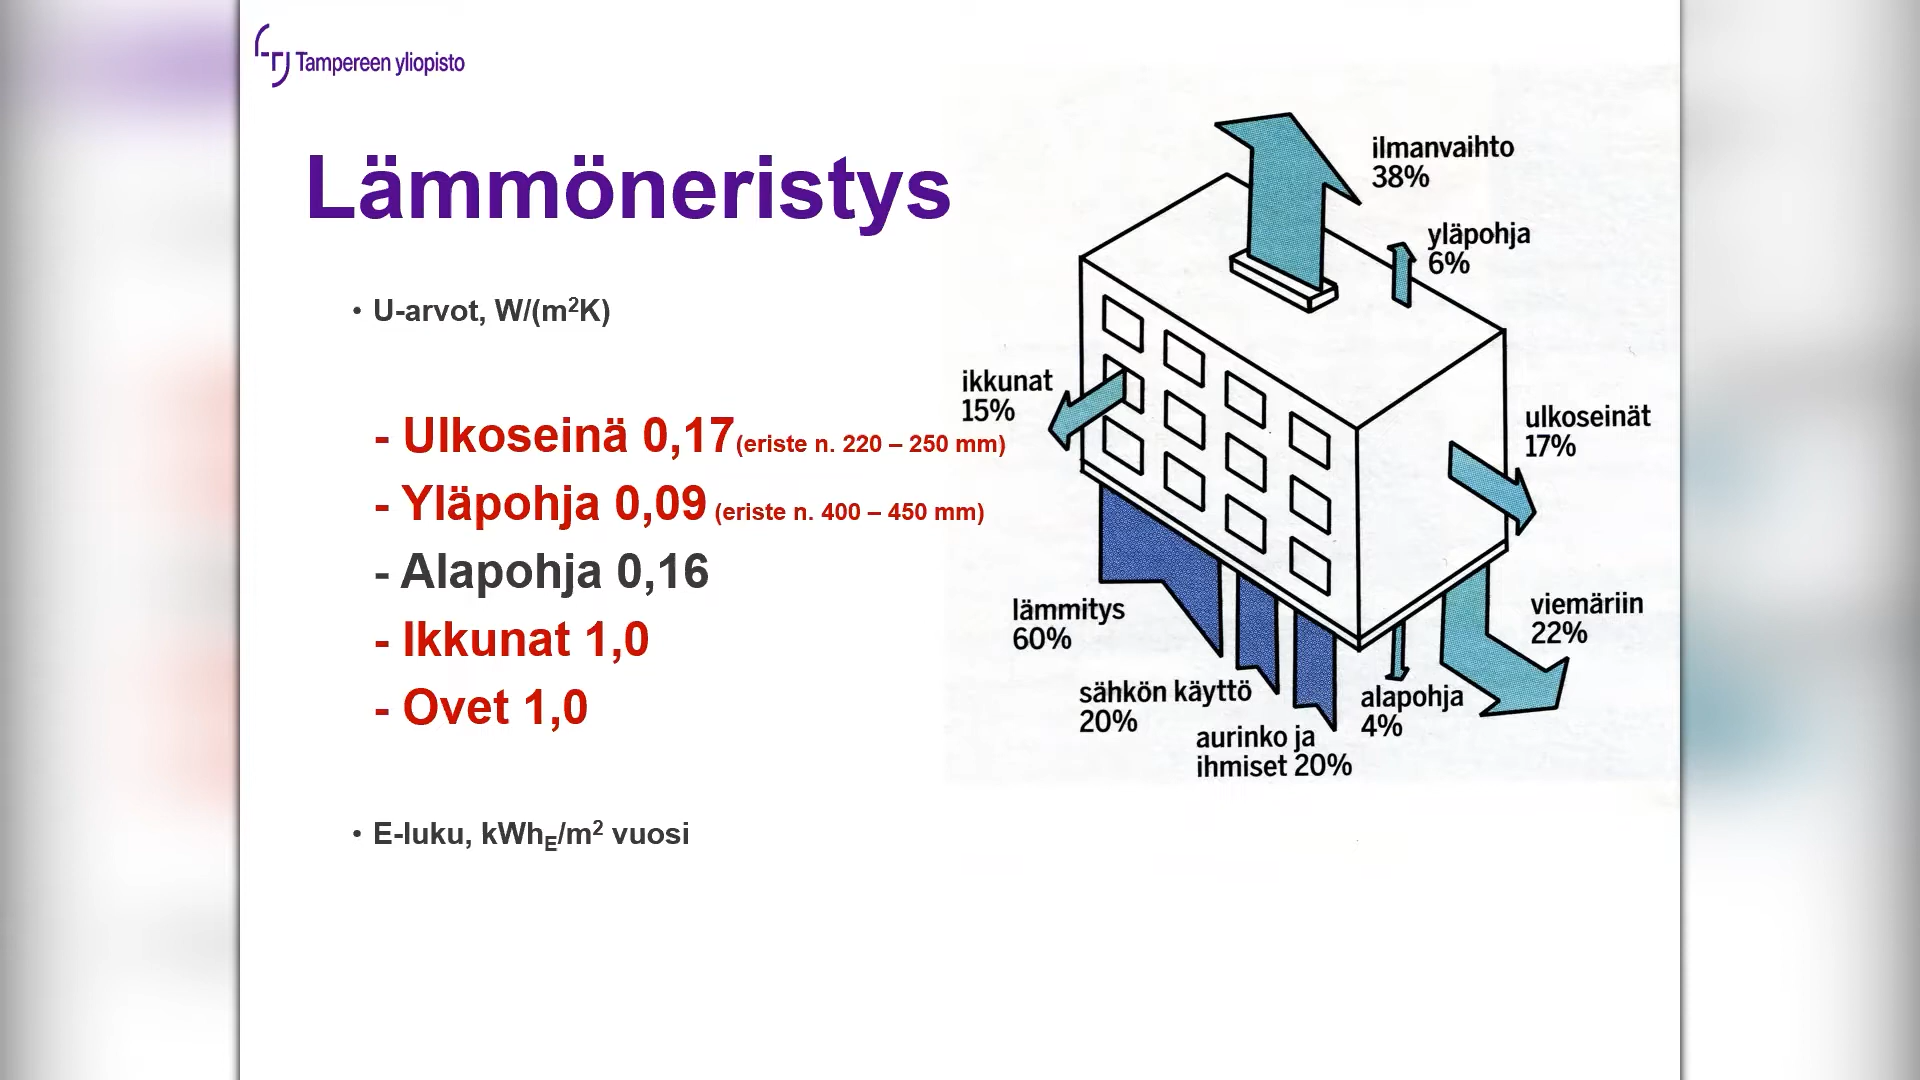 Tampereen yliopisto
Lämmöneristys
• U-arvot, W/(m²K)
- Ulkoseinä 0,17 (eriste n. 220 – 250 mm)
- Yläpohja 0,09 (eriste n. 400 – 450 mm)
- Alapohja 0,16
- Ikkunat 1,0
- Ovet 1,0
• E-luku, kWhE/m² vuosi
ilmanvaihto
38%
yläpohja
6%
ikkunat
15%
ulkoseinät
17%
lämmitys
60%
viemäriin
22%
sähkön käyttö
20%
alapohja
4%
aurinko ja
ihmiset 20%